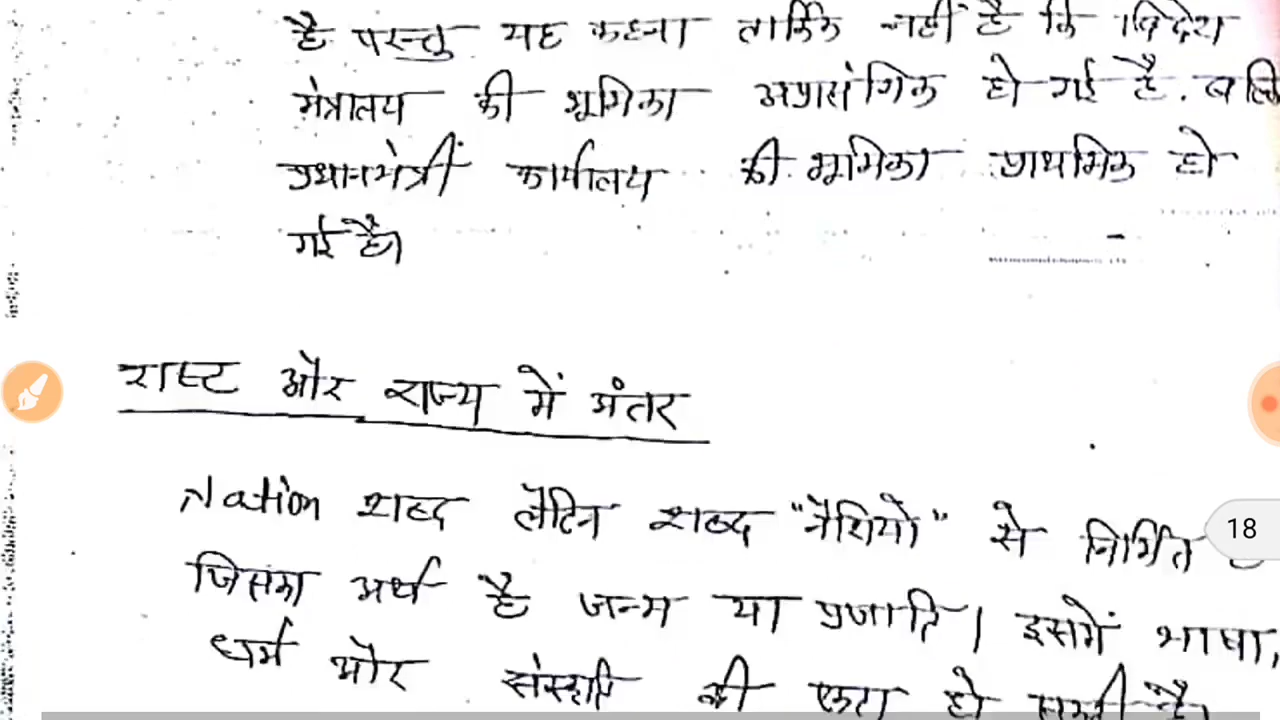 है परन्तु यह कहना तार्किक नहीं है कि विदेश
मंत्रालय की भूमिका अप्रासंगिक हो गई है. बल्कि
प्रधानमंत्री कार्यालय की भूमिका प्राथमिक हो
गई है।
राष्ट और राज्य में अंतर
Nation शब्द लैटिन शब्द "नेशियो" से निर्मित है
18
जिसका अर्थ है जन्म या प्रजाति। इसमें भाषा,
धर्म और संस्कृति की एकता हो सकती है।